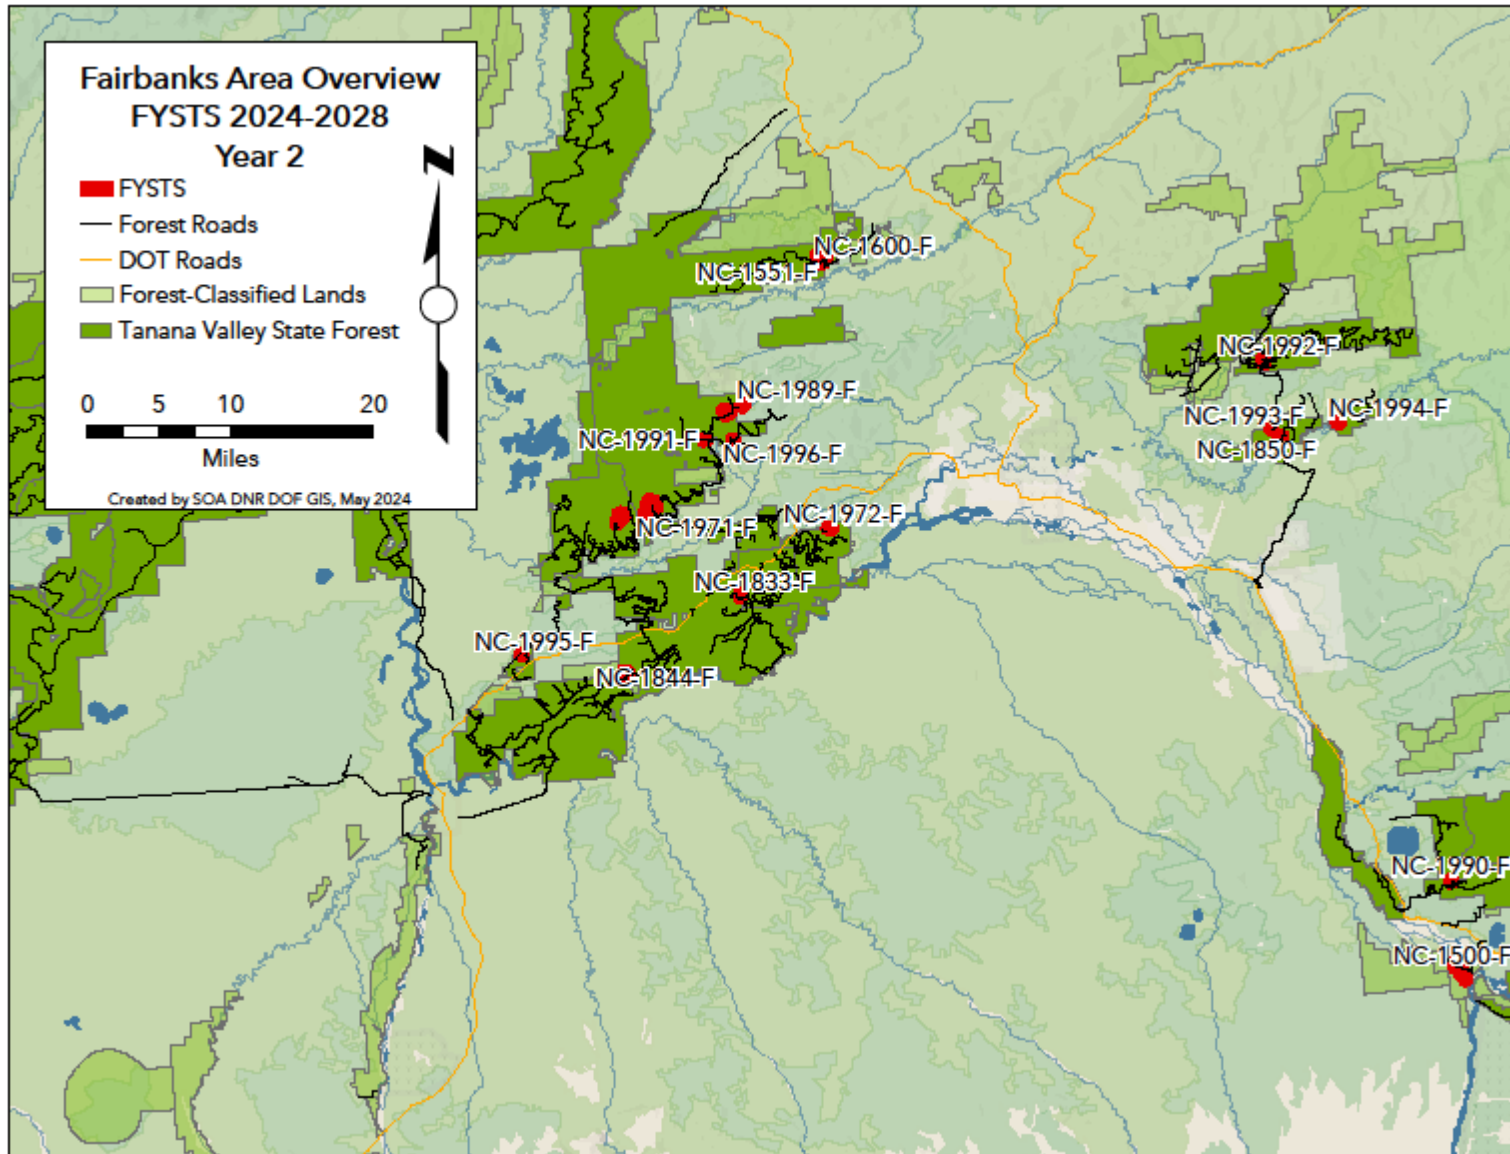 Fairbanks Area Overview
FYSTS 2024-2028
Year 2
N
FYSTS
Forest Roads
DOT Roads
Forest-Classified Lands
Tanana Valley State Forest
0 5 10 20
Miles
Created by SOA DNR DOF GIS, May 2024
NC-1600-F
NC-1551-F
NC-1992-F
NC-1989-F
NC-1993-F
NC-1994-F
NC-1991-F
NC-1996-F
NC-1850-F
NC-1971-F
NC-1972-F
NC-1833-F
NC-1995-F
NC-1844-F
NC-1990-F
NC-1500-F